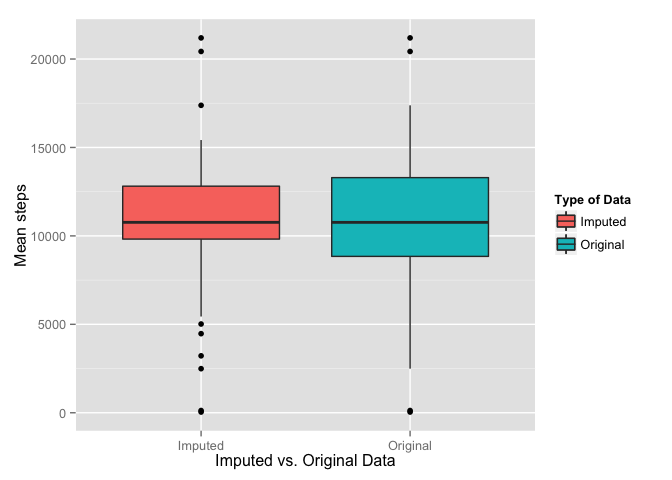 Mean steps
20000
15000
10000
5000
0
Imputed
Original
Imputed vs. Original Data
Type of Data
Imputed
Original